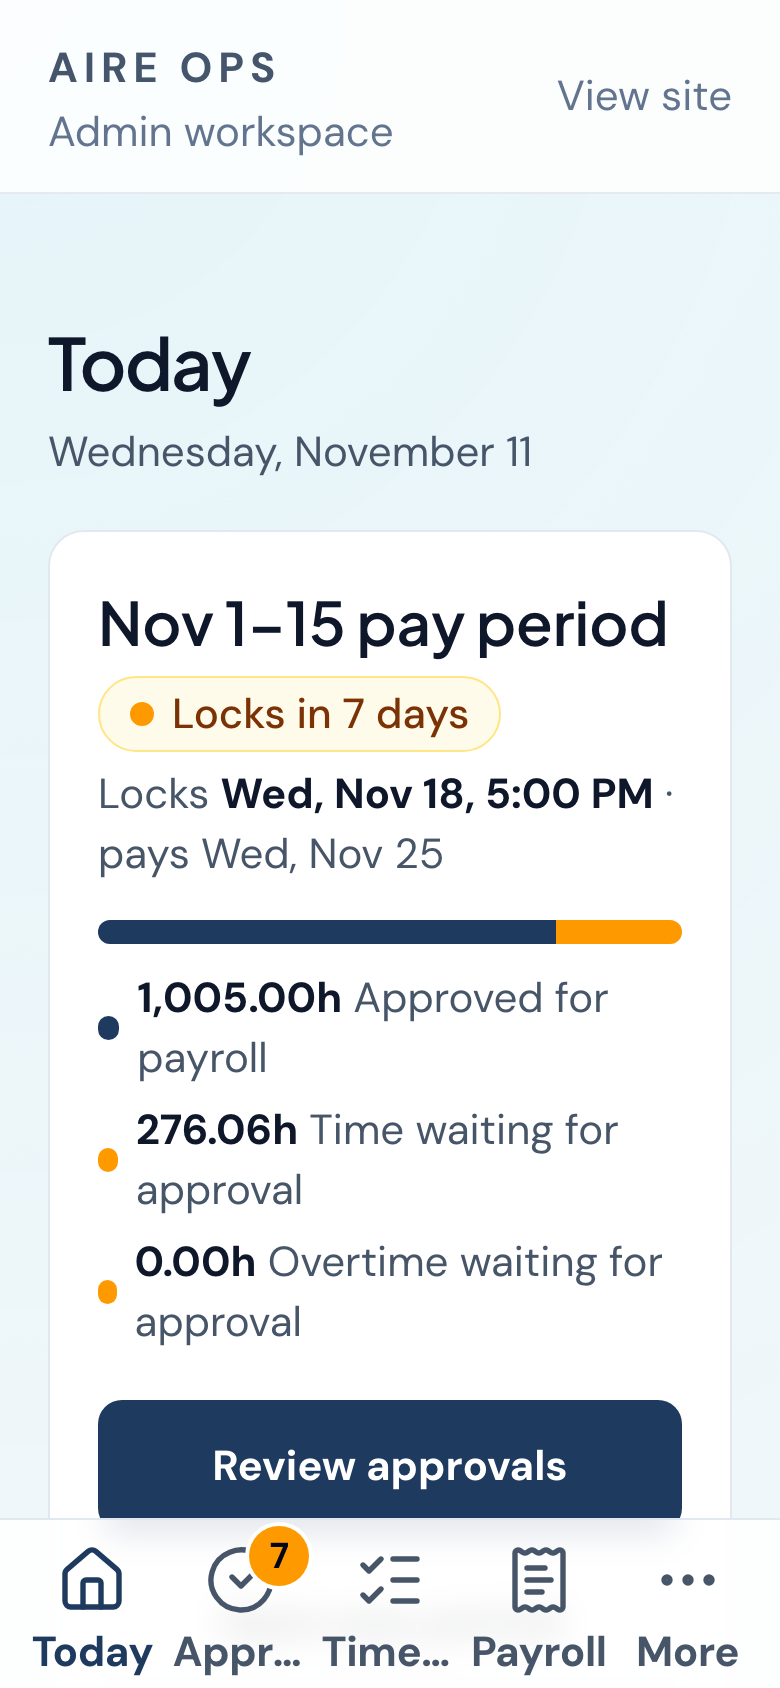 AIRE OPS
Admin workspace
View site
Today
Wednesday, November 11
Nov 1–15 pay period
Locks in 7 days
Locks Wed, Nov 18, 5:00 PM ·
pays Wed, Nov 25
1,005.00h Approved for
payroll
276.06h Time waiting for
approval
0.00h Overtime waiting for
approval
Review approvals
7
Today
Appr...
Time...
Payroll
More